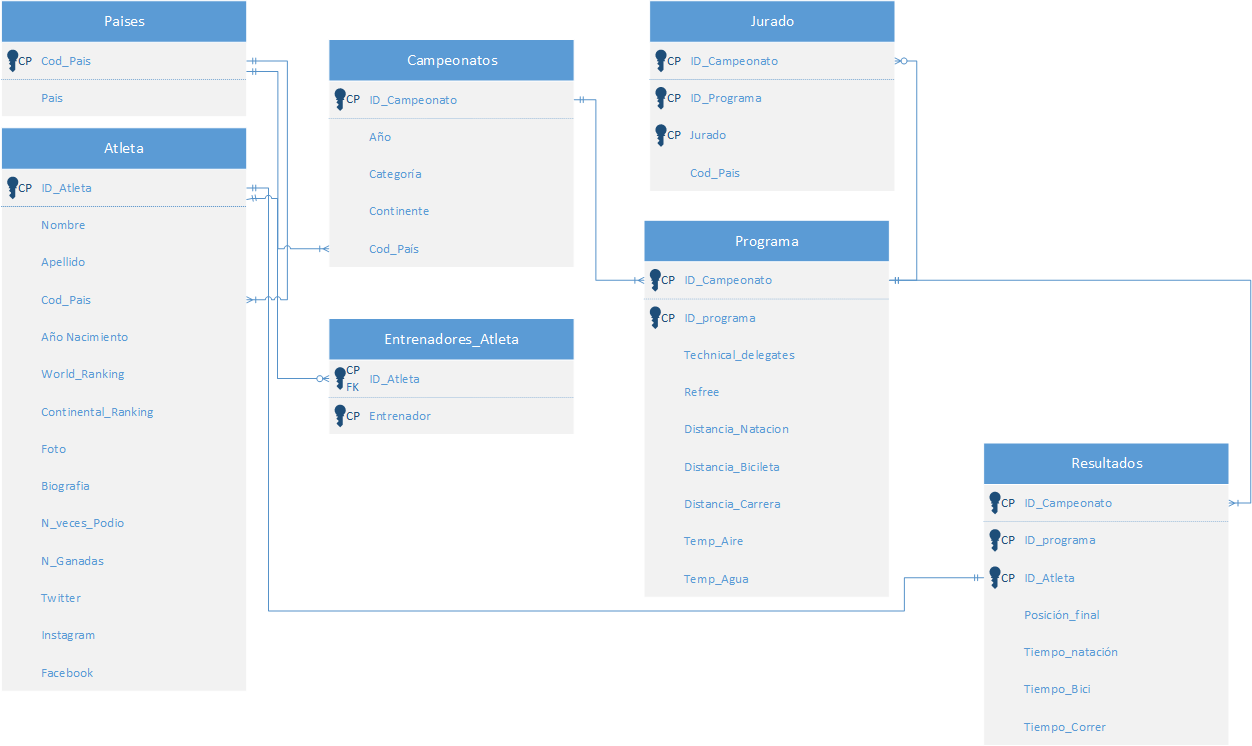 Paises
CP Cod_Pais
Pais
Atleta
CP ID_Atleta
Nombre
Apellido
Cod_Pais
Año Nacimiento
World_Ranking
Continental_Ranking
Foto
Biografia
N_veces_Podio
N_Ganadas
Twitter
Instagram
Facebook
Campeonatos
CP ID_Campeonato
Año
Categoría
Continente
Cod_País
Entrenadores_Atleta
CP
FK ID_Atleta
CP Entrenador
Jurado
CP ID_Campeonato
CP ID_Programa
CP Jurado
Cod_Pais
Programa
CP ID_Campeonato
CP ID_programa
Technical_delegates
Refree
Distancia_Natacion
Distancia_Bicileta
Distancia_Carrera
Temp_Aire
Temp_Agua
Resultados
CP ID_Campeonato
CP ID_programa
CP ID_Atleta
Posición_final
Tiempo_natación
Tiempo_Bici
Tiempo_Correr